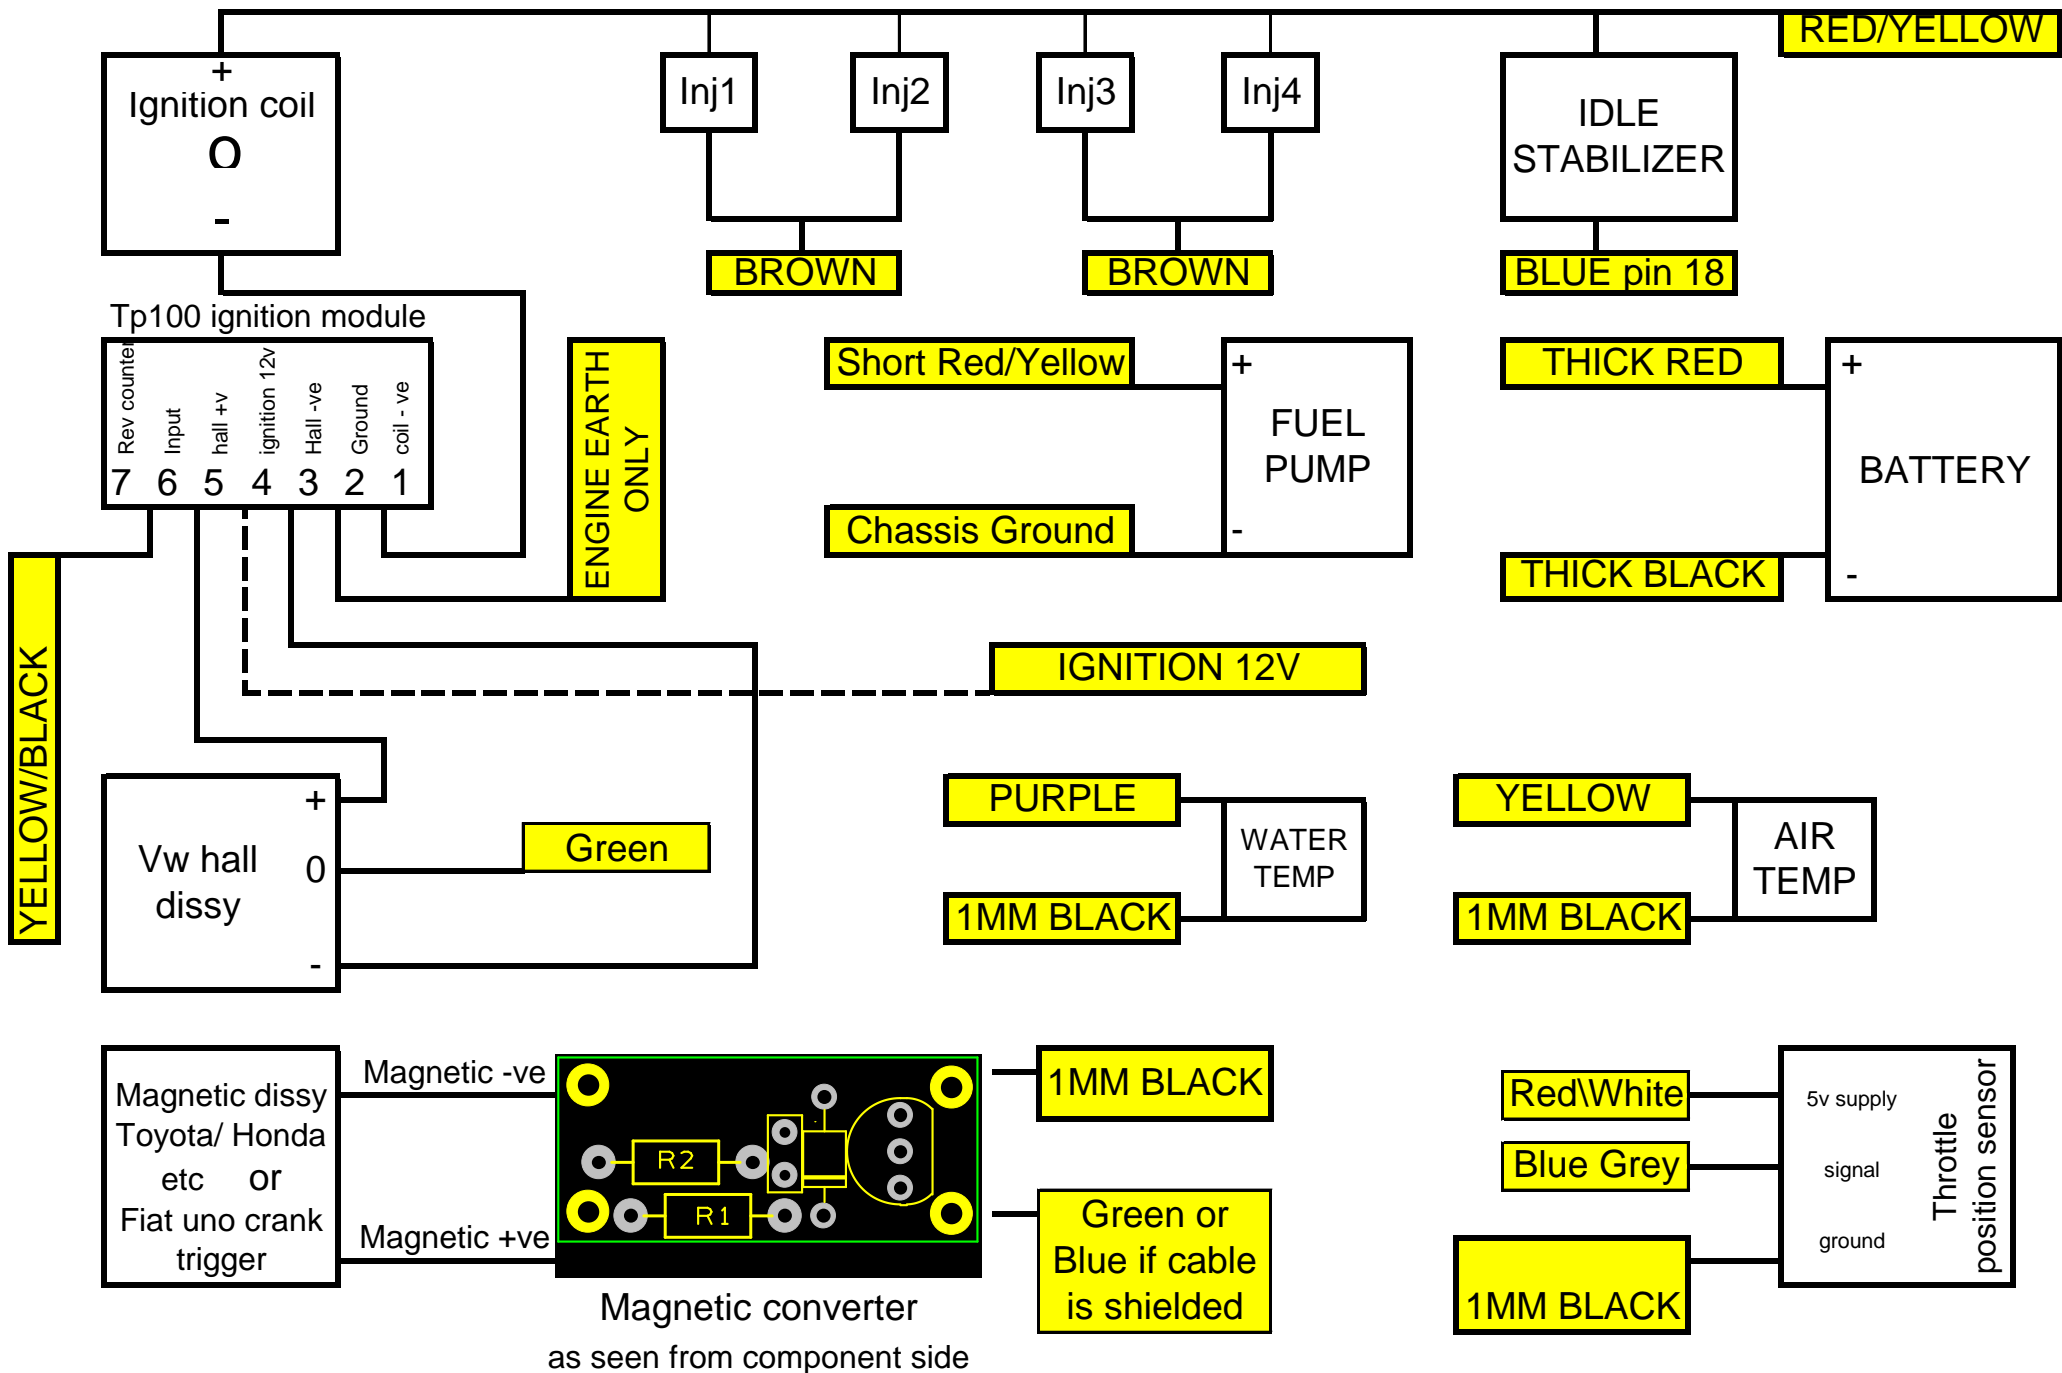 RED/YELLOW
+
Ignition coil
O
-
Inj1
Inj2
Inj3
Inj4
IDLE
STABILIZER
BROWN
BROWN
BLUE pin 18
Tp100 ignition module
Rev counter
Input
hall +v
ignition 12v
Hall -ve
Ground
coil - ve
7 6 5 4 3 2 1
ENGINE EARTH
ONLY
Short Red/Yellow
+
FUEL
PUMP
Chassis Ground
-
THICK RED
+
BATTERY
THICK BLACK
-
YELLOW/BLACK
IGNITION 12V
+
Vw hall
dissy
0
-
Green
PURPLE
WATER
TEMP
1MM BLACK
YELLOW
AIR
TEMP
1MM BLACK
Magnetic dissy
Toyota/ Honda
etc or
Fiat uno crank
trigger
Magnetic -ve
Magnetic +ve
R2
R1
Magnetic converter
as seen from component side
1MM BLACK
Green or
Blue if cable
is shielded
Red\White
5v supply
Blue Grey
signal
1MM BLACK
ground
Throttle
position sensor